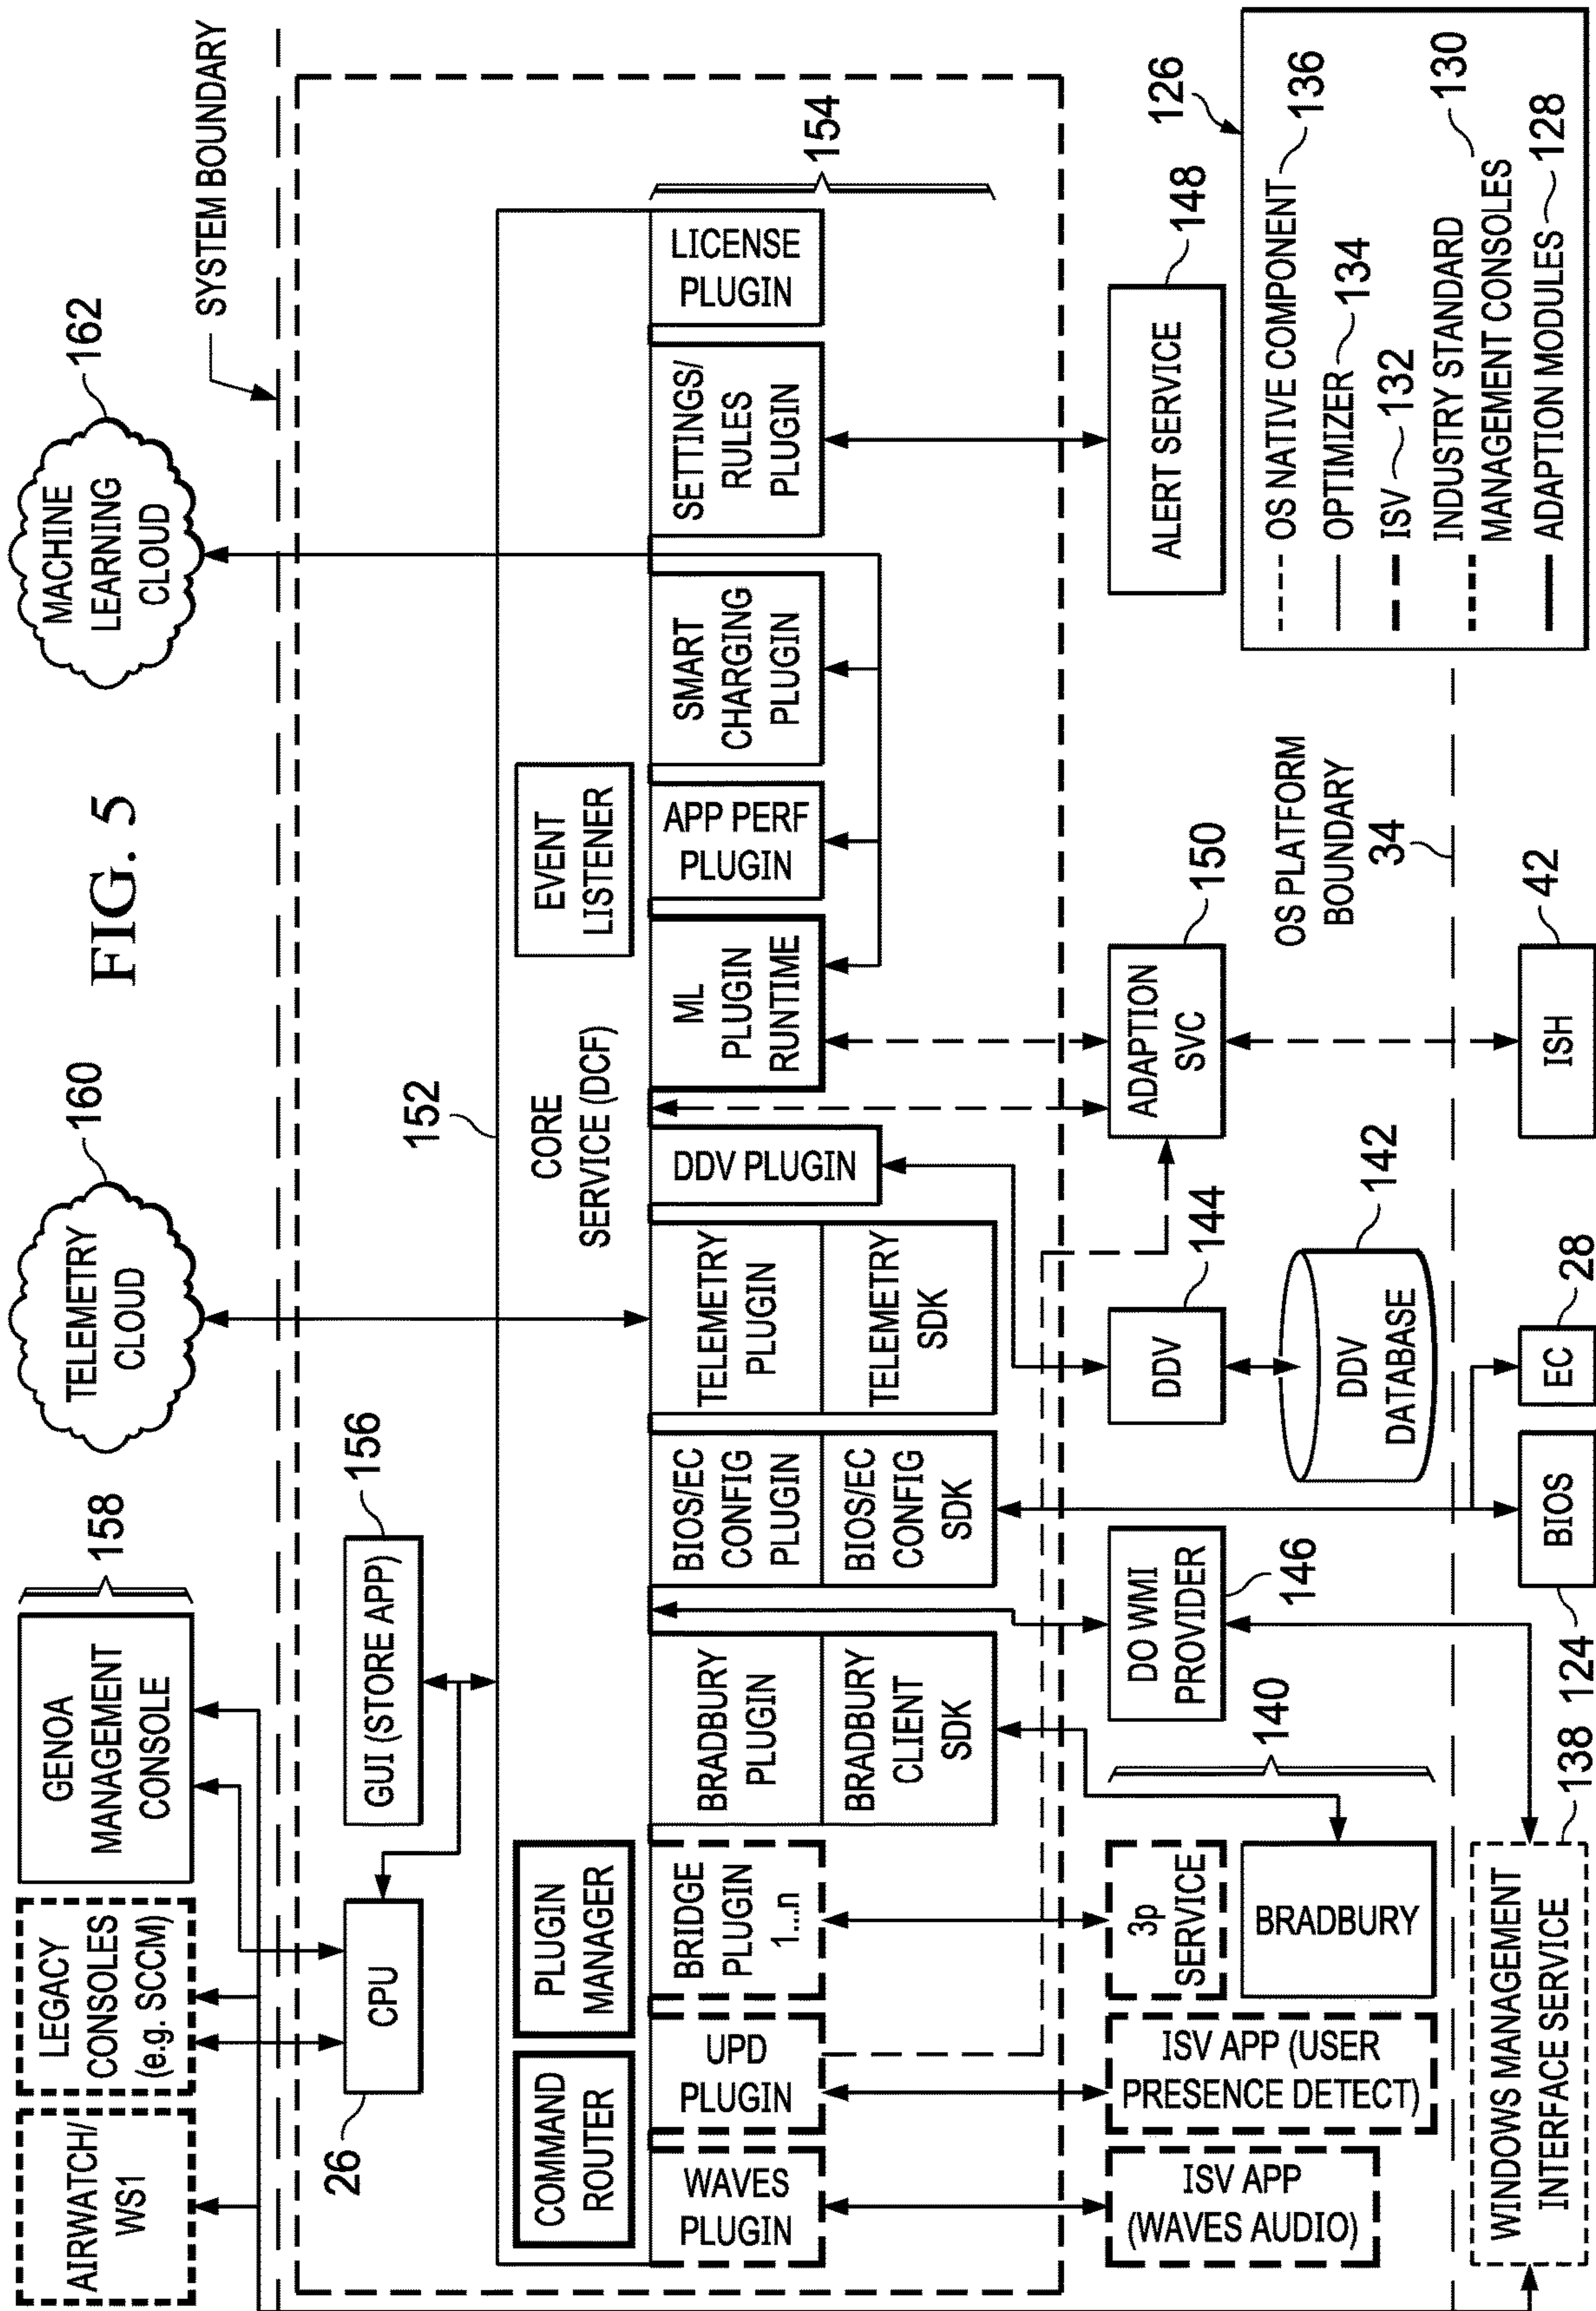 FIG. 5
AIRWATCH/
WS1
LEGACY
CONSOLES
(e.g. SCCM)
GENOA
MANAGEMENT
CONSOLE
158
TELEMETRY
CLOUD
160
MACHINE
LEARNING
CLOUD
162
SYSTEM BOUNDARY
26
CPU
GUI (STORE APP)
156
152
COMMAND
ROUTER
PLUGIN
MANAGER
CORE
SERVICE (DCF)
EVENT
LISTENER
WAVES
PLUGIN
UPD
PLUGIN
BRIDGE
PLUGIN
1...n
BRADBURY
PLUGIN
BRADBURY
CLIENT
SDK
BIOS/EC
CONFIG
PLUGIN
BIOS/EC
CONFIG
SDK
TELEMETRY
PLUGIN
TELEMETRY
SDK
DDV PLUGIN
ML
PLUGIN
RUNTIME
APP PERF
PLUGIN
SMART
CHARGING
PLUGIN
SETTINGS/
RULES
PLUGIN
LICENSE
PLUGIN
154
ISV APP
(WAVES AUDIO)
ISV APP (USER
PRESENCE DETECT)
3p
SERVICE
BRADBURY
140
DO WMI
PROVIDER
146
DDV
144
DDV
DATABASE
142
ADAPTION
SVC
150
OS PLATFORM
BOUNDARY
34
ALERT SERVICE
148
126
OS NATIVE COMPONENT 136
OPTIMIZER 134
ISV 132
INDUSTRY STANDARD
MANAGEMENT CONSOLES 130
ADAPTION MODULES 128
WINDOWS MANAGEMENT
INTERFACE SERVICE
138
BIOS
124
EC
28
ISH
42